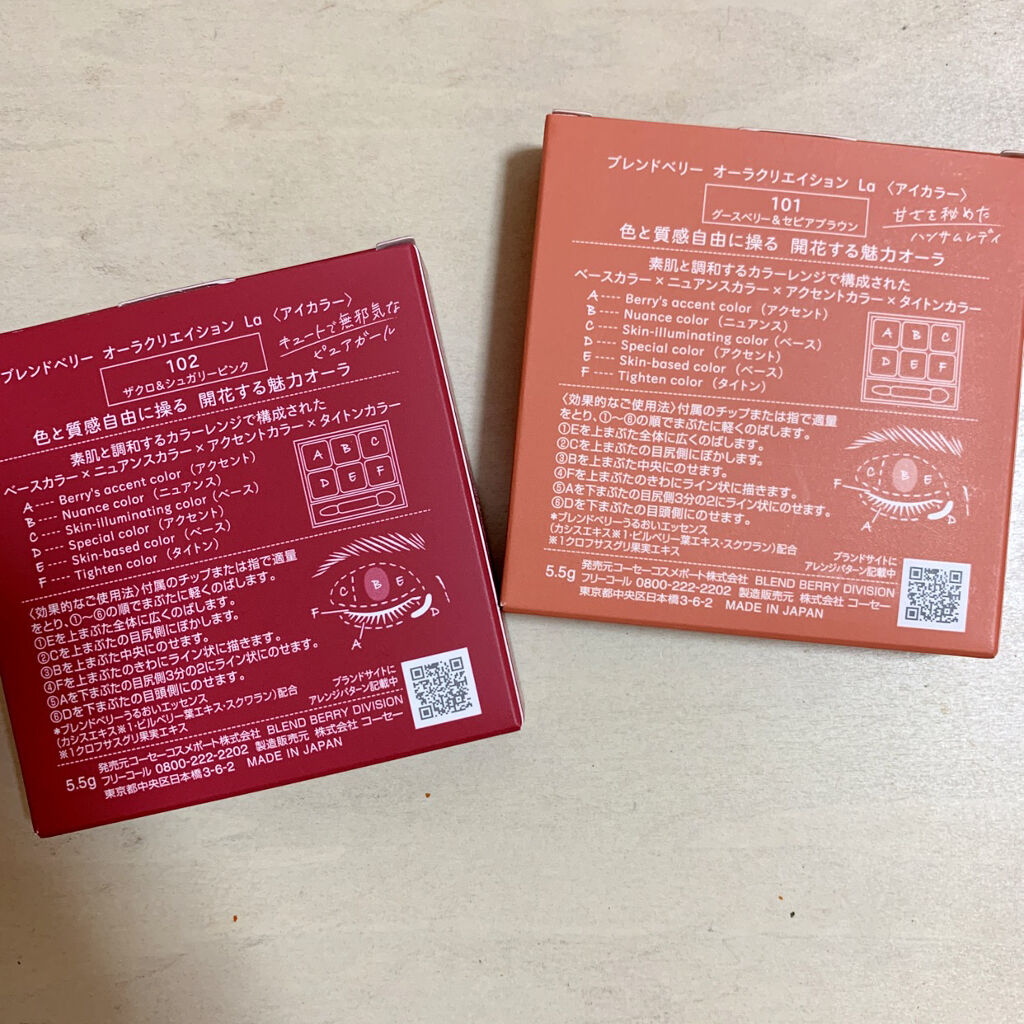 ブレンドベリー オーラクリエイション La 〈アイカラー〉
102
ザクロ&シュガリーピンク
キュートで無邪気な
ピュアガール
色と質感自由に操る 開花する魅力オーラ
素肌と調和するカラーレンジで構成された
ベースカラー×ニュアンスカラー×アクセントカラー×タイトンカラー
A ---- Berry's accent color (アクセント)
B ---- Nuance color (ニュアンス)
C ---- Skin-illuminating color (ベース)
D ---- Special color (アクセント)
E ---- Skin-based color (ベース)
F ---- Tighten color (タイトン)
A B C
D E F
〈効果的なご使用法〉付属のチップまたは指で適量
をとり、①〜⑥の順でまぶたに軽くのばします。
①Eを上まぶた全体に広くのばします。
②Cを上まぶたの目尻側にぼかします。
③Bを上まぶた中央にのせます。
④Fを上まぶたのきわにライン状に描きます。
⑤Aを下まぶたの目尻側3分の2にライン状にのせます。
⑥Dを下まぶたの目頭側にのせます。
*ブレンドベリーうるおいエッセンス
(カシスエキス※1・ビルベリー葉エキス・スクワラン)配合
※1クロフサスグリ果実エキス
C B E
F
A
D
ブランドサイトに
アレンジパターン記載中
5.5g
発売元コーセーコスメポート株式会社 BLEND BERRY DIVISION
フリーコール 0800-222-2202 製造販売元 株式会社 コーセー
東京都中央区日本橋3-6-2 MADE IN JAPAN
ブレンドベリー オーラクリエイション La 〈アイカラー〉
101
グースベリー&セピアブラウン
甘さを秘めた
ハンサムレディ
色と質感自由に操る 開花する魅力オーラ
素肌と調和するカラーレンジで構成された
ベースカラー×ニュアンスカラー×アクセントカラー×タイトンカラー
A ---- Berry's accent color (アクセント)
B ---- Nuance color (ニュアンス)
C ---- Skin-illuminating color (ベース)
D ---- Special color (アクセント)
E ---- Skin-based color (ベース)
F ---- Tighten color (タイトン)
A B C
D E F
〈効果的なご使用法〉付属のチップまたは指で適量
をとり、①〜⑥の順でまぶたに軽くのばします。
①Eを上まぶた全体に広くのばします。
②Cを上まぶたの目尻側にぼかします。
③Bを上まぶた中央にのせます。
④Fを上まぶたのきわにライン状に描きます。
⑤Aを下まぶたの目尻側3分の2にライン状にのせます。
⑥Dを下まぶたの目頭側にのせます。
*ブレンドベリーうるおいエッセンス
(カシスエキス※1・ビルベリー葉エキス・スクワラン)配合
※1クロフサスグリ果実エキス
C B E
F
A
D
ブランドサイトに
アレンジパターン記載中
5.5g
発売元コーセーコスメポート株式会社 BLEND BERRY DIVISION
フリーコール 0800-222-2202 製造販売元 株式会社 コーセー
東京都中央区日本橋3-6-2 MADE IN JAPAN